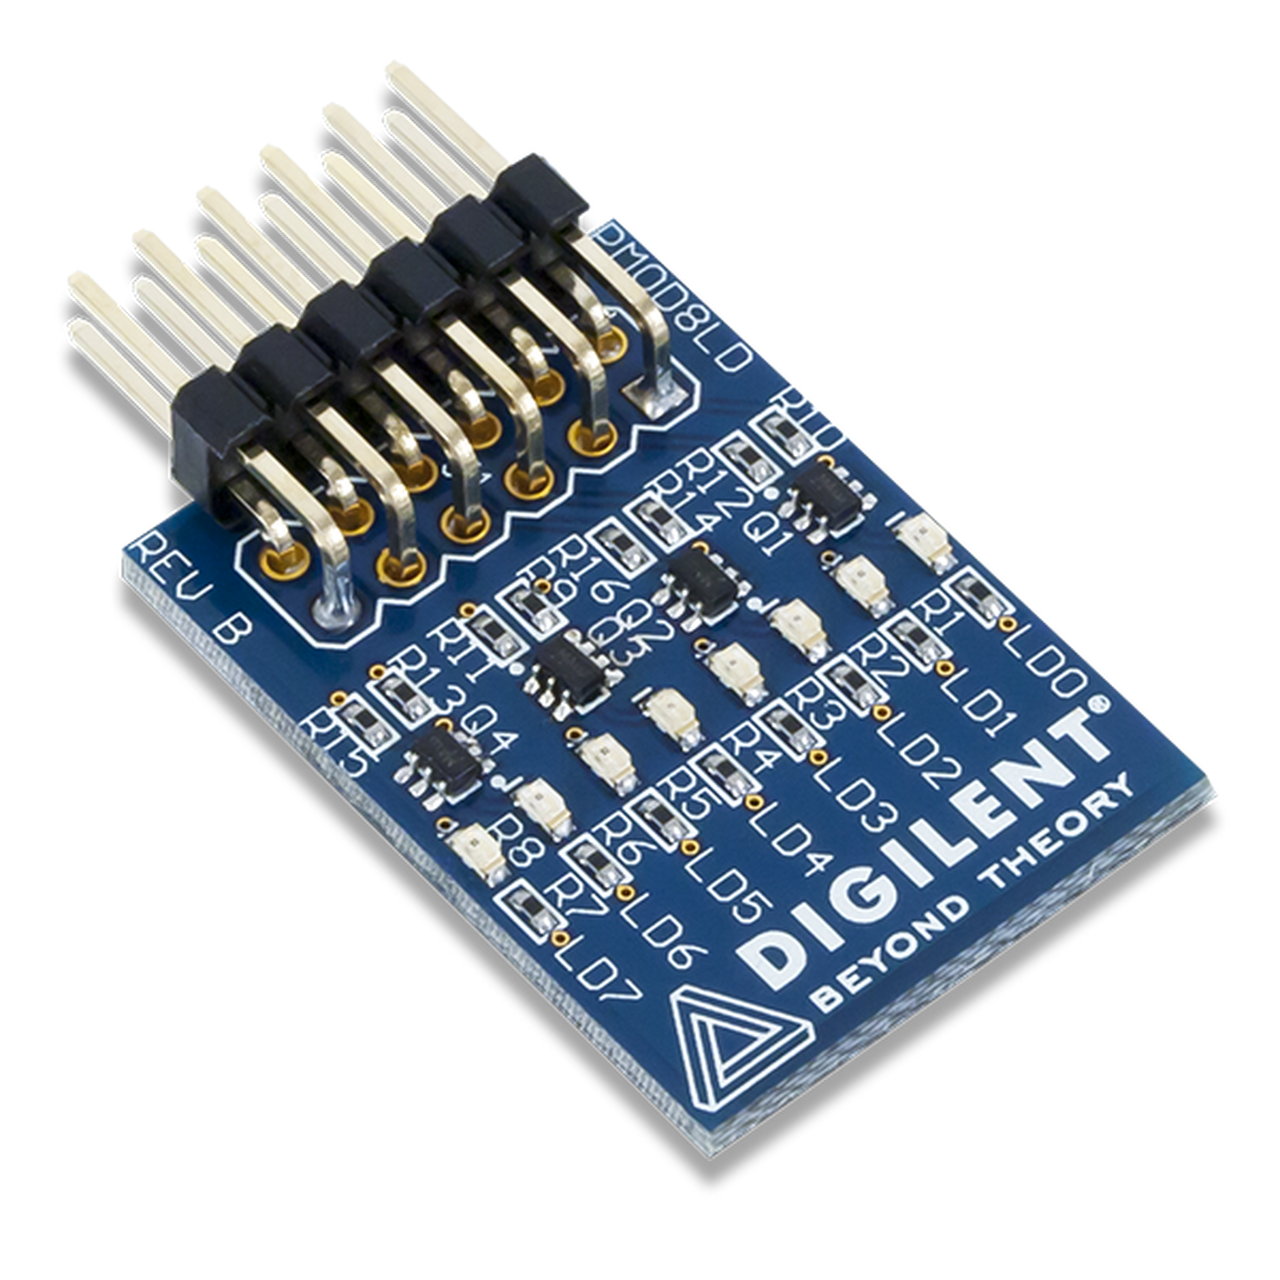 PMOD8LD
REV B
R10
R12
Q1
R14
R16
Q2
R9
Q3
R11
R13
Q4
R15
R1
LD0
R2
LD1
R3
LD2
R4
LD3
R5
LD4
R6
LD5
R7
LD6
R8
LD7
DIGILENT®
BEYOND THEORY